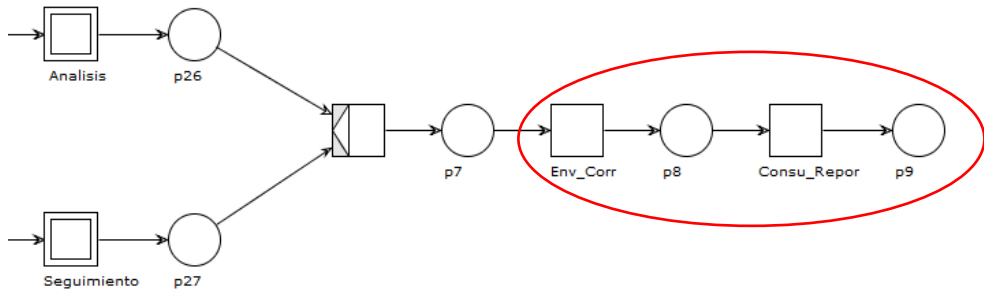 Analisis
p26
p7
Env_Corr
p8
Consu_Repor
p9
Seguimiento
p27